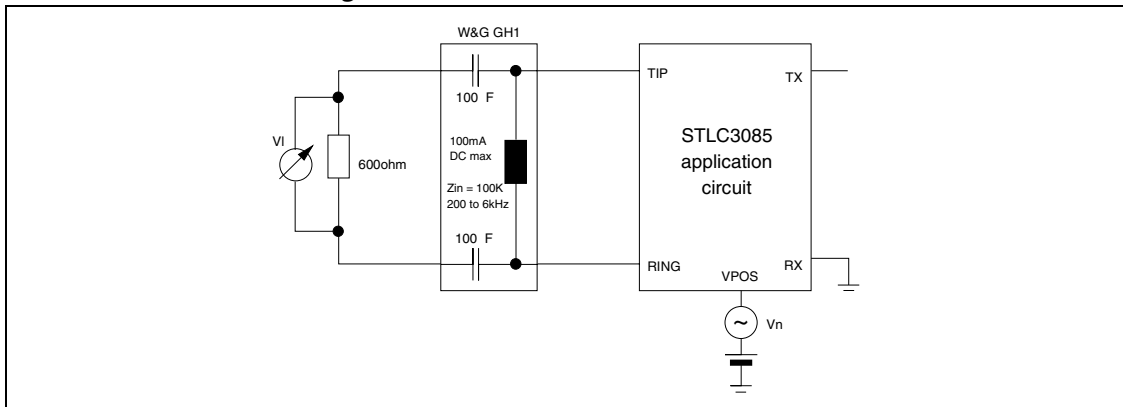 W&G GH1
TIP
TX
100 F
VI
600ohm
100mA
DC max
Zin = 100K
200 to 6kHz
STLC3085
application
circuit
100 F
RING
RX
VPOS
~
Vn